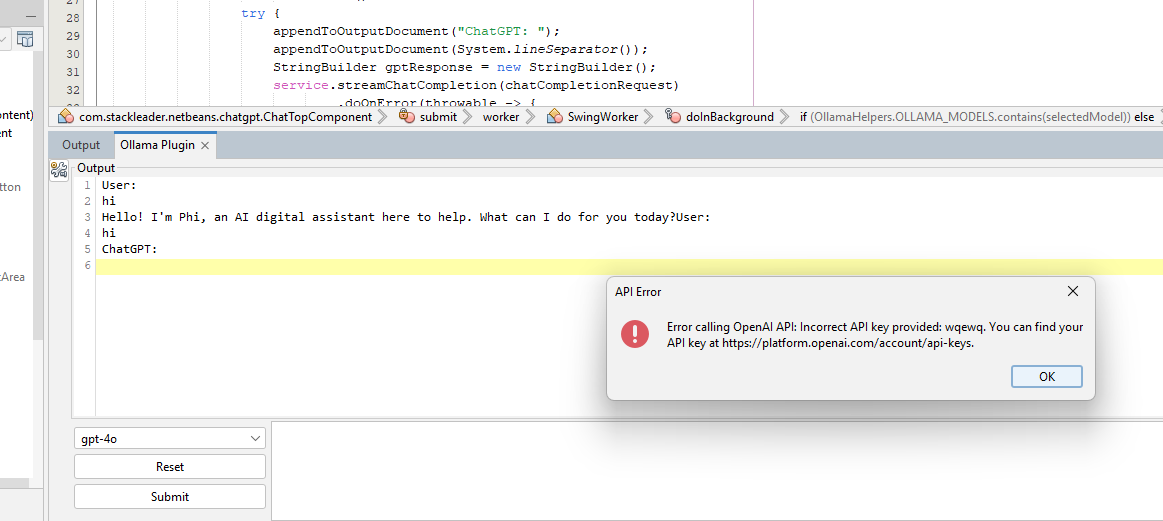 27
28 try {
29 appendToOutputDocument("ChatGPT: ");
30 appendToOutputDocument(System.lineSeparator());
31 StringBuilder gptResponse = new StringBuilder();
32 service.streamChatCompletion(chatCompletionRequest)
.doOnError(throwable -> {
ontent)
ent
tton
tArea
com.stackleader.netbeans.chatgpt.ChatTopComponent submit worker SwingWorker doInBackground if (OllamaHelpers.OLLAMA_MODELS.contains(selectedModel)) else
Output Ollama Plugin
Output
1 User:
2 hi
3 Hello! I'm Phi, an AI digital assistant here to help. What can I do for you today?User:
4 hi
5 ChatGPT:
6
API Error
Error calling OpenAI API: Incorrect API key provided: wqewq. You can find your
API key at https://platform.openai.com/account/api-keys.
OK
gpt-4o
Reset
Submit